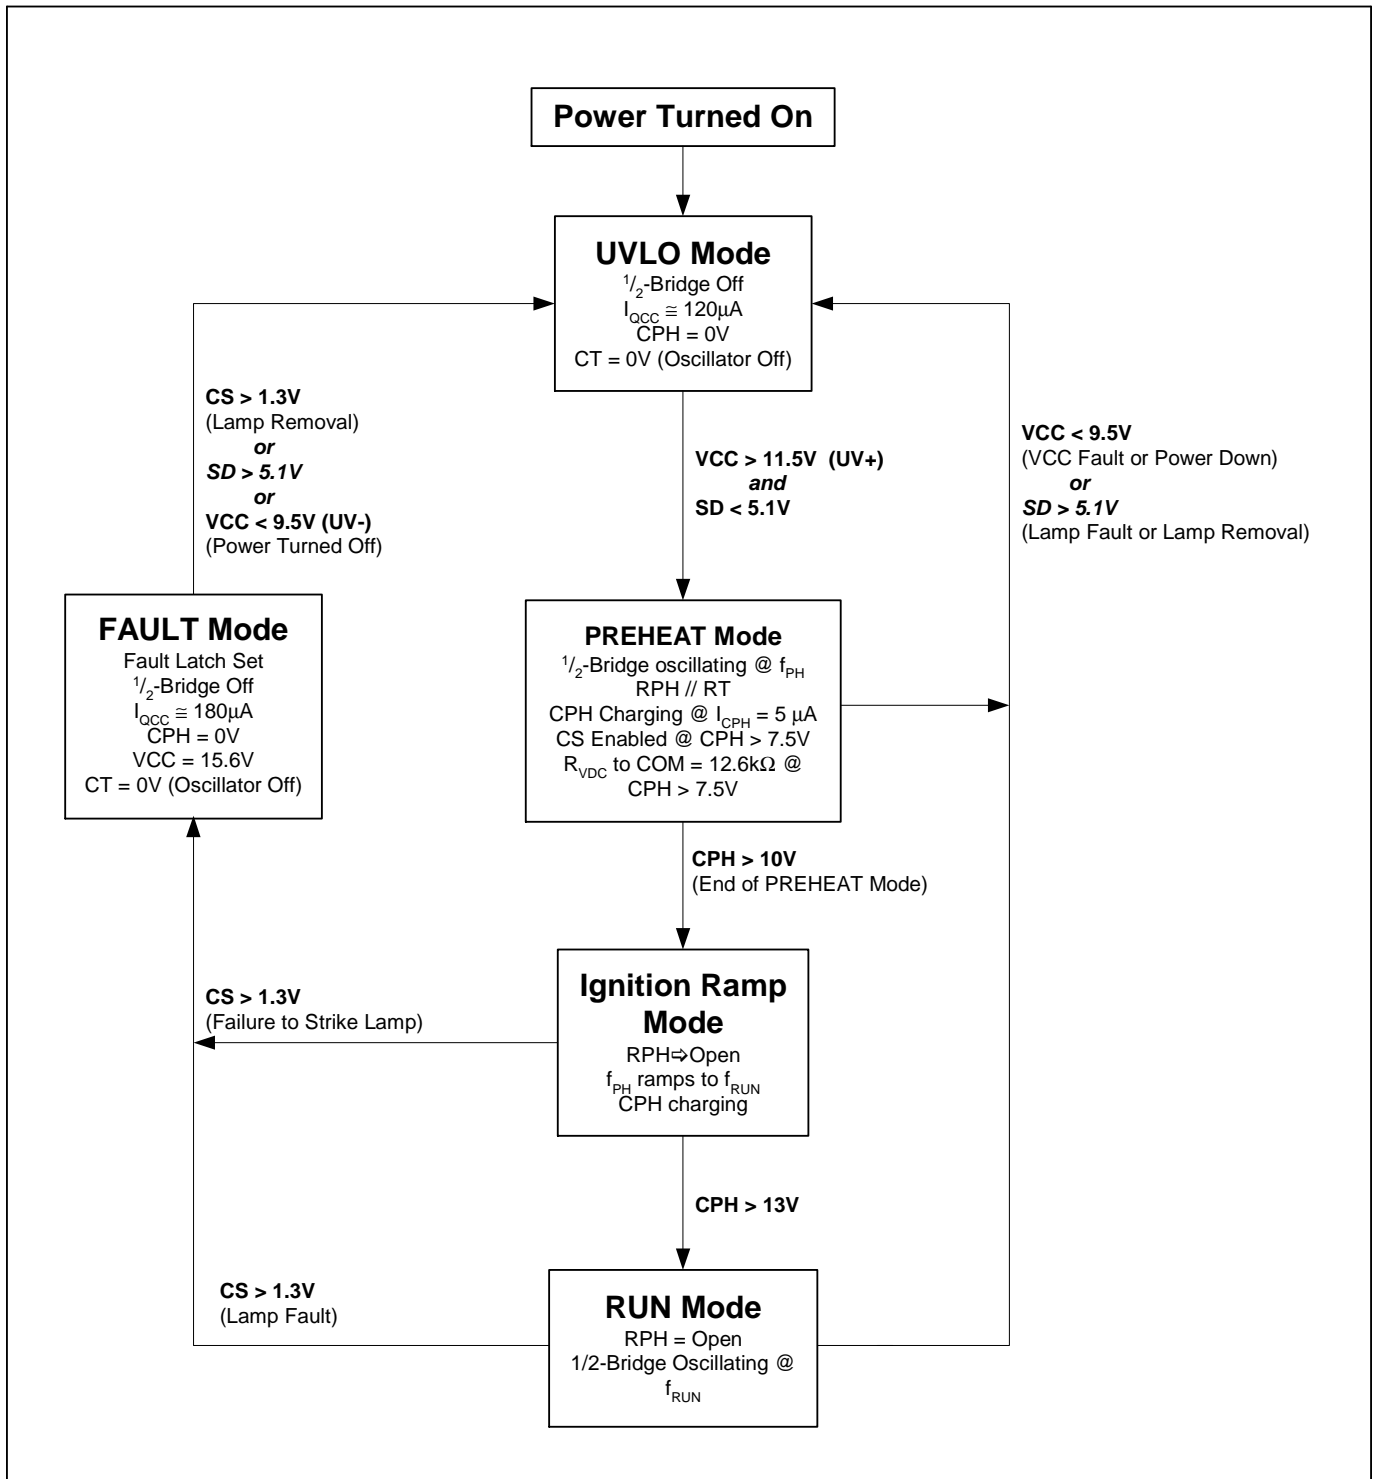 Power Turned On
UVLO Mode
1/2-Bridge Off
IQCC ≅ 120μA
CPH = 0V
CT = 0V (Oscillator Off)
CS > 1.3V
(Lamp Removal)
or
SD > 5.1V
or
VCC < 9.5V (UV-)
(Power Turned Off)
VCC > 11.5V (UV+)
and
SD < 5.1V
VCC < 9.5V
(VCC Fault or Power Down)
or
SD > 5.1V
(Lamp Fault or Lamp Removal)
FAULT Mode
Fault Latch Set
1/2-Bridge Off
IQCC ≅ 180μA
CPH = 0V
VCC = 15.6V
CT = 0V (Oscillator Off)
PREHEAT Mode
1/2-Bridge oscillating @ fPH
RPH // RT
CPH Charging @ ICPH = 5 μA
CS Enabled @ CPH > 7.5V
RVDC to COM = 12.6kΩ @
CPH > 7.5V
CPH > 10V
(End of PREHEAT Mode)
CS > 1.3V
(Failure to Strike Lamp)
Ignition Ramp
Mode
RPH⇨Open
fPH ramps to fRUN
CPH charging
CPH > 13V
CS > 1.3V
(Lamp Fault)
RUN Mode
RPH = Open
1/2-Bridge Oscillating @
fRUN